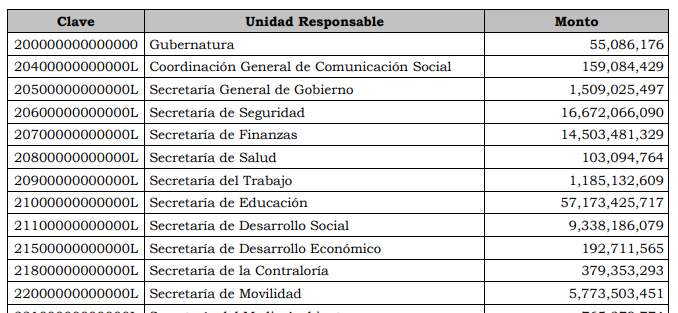 Clave Unidad Responsable Monto
200000000000000 Gubernatura 55,086,176
20400000000000L Coordinación General de Comunicación Social 159,084,429
20500000000000L Secretaría General de Gobierno 1,509,025,497
20600000000000L Secretaría de Seguridad 16,672,066,090
20700000000000L Secretaría de Finanzas 14,503,481,329
20800000000000L Secretaría de Salud 103,094,764
20900000000000L Secretaría del Trabajo 1,185,132,609
21000000000000L Secretaría de Educación 57,173,425,717
21100000000000L Secretaría de Desarrollo Social 9,338,186,079
21500000000000L Secretaría de Desarrollo Económico 192,711,565
21800000000000L Secretaría de la Contraloría 379,353,293
22000000000000L Secretaría de Movilidad 5,773,503,451